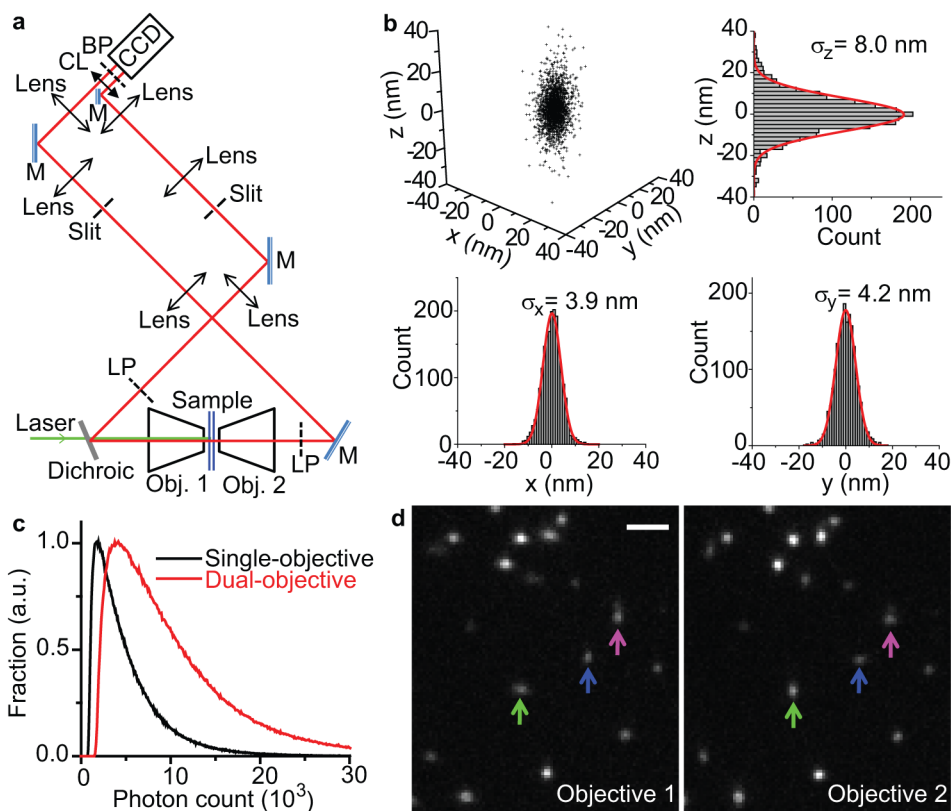 a
BP
CCD
CL
Lens
Lens
M
M
Lens
Lens
Slit
Slit
M
Lens
Lens
LP
Sample
Laser
Dichroic
Obj. 1
Obj. 2
LP
M
b
z (nm)
40
20
0
-20
-40
-40
-20
0
20
40
x (nm)
-40
-20
0
20
40
y (nm)
σz = 8.0 nm
z (nm)
40
20
0
-20
-40
0
100
200
Count
σx = 3.9 nm
Count
200
100
0
-40
-20
0
20
40
x (nm)
σy = 4.2 nm
Count
200
100
0
-40
-20
0
20
40
y (nm)
c
Single-objective
Dual-objective
Fraction (a.u.)
1.0
0.5
0.0
0
10
20
30
Photon count (10³)
d
Objective 1
Objective 2